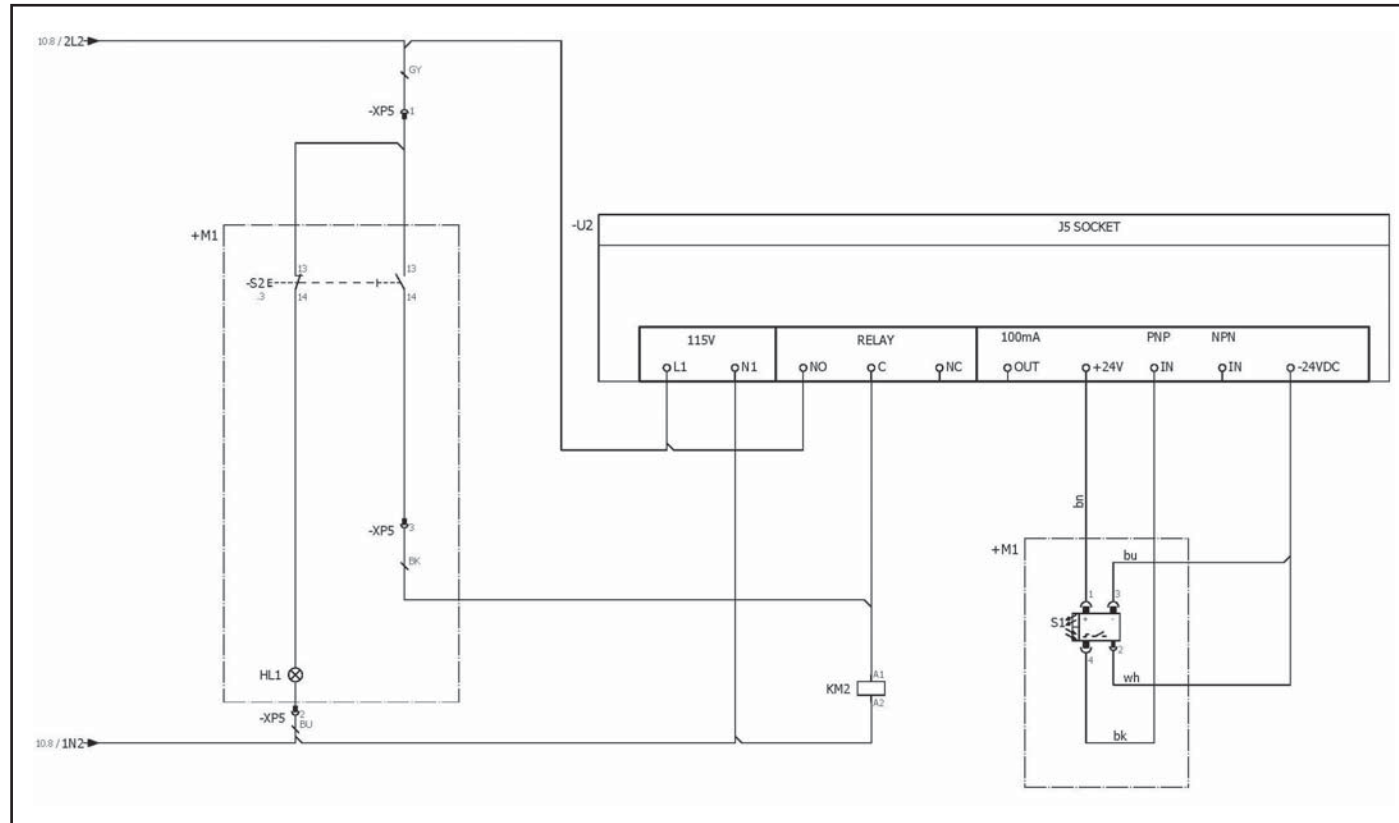 10.8 / 2L2
GY
-XP5 1
+M1
-U2
J5 SOCKET
13 13
-S2
.3 14 14
115V RELAY 100mA PNP NPN
L1 N1 NO C NC OUT +24V IN IN -24VDC
bn
-XP5 3
BK
+M1
bu
1 3
S1 + -
4 2
wh
HL1
A1
KM2
A2
-XP5 2
BU
bk
10.8 / 1N2